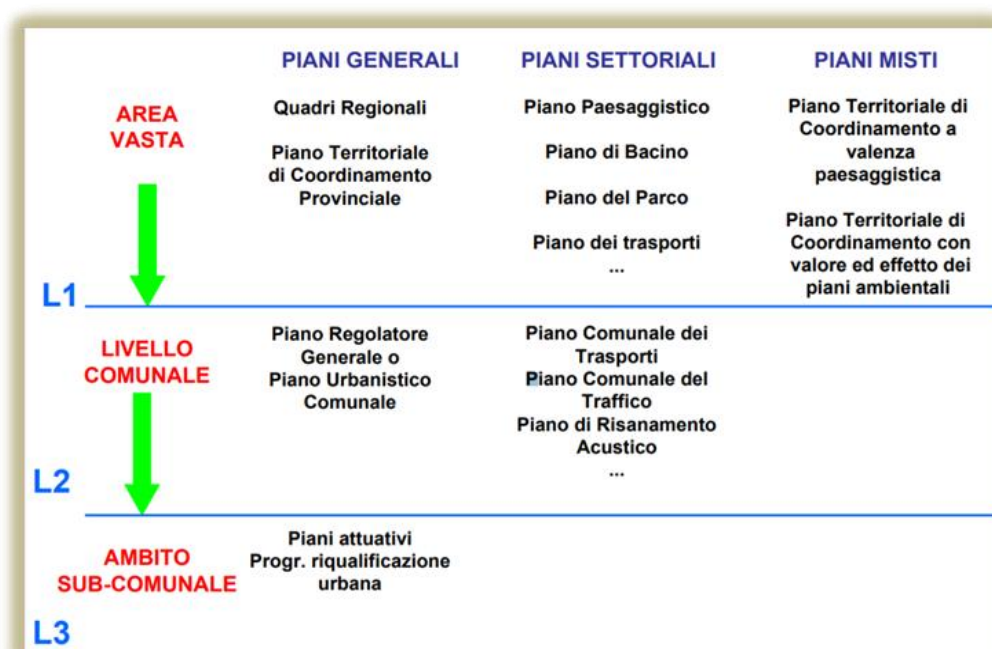 PIANI GENERALI
PIANI SETTORIALI
PIANI MISTI
AREA
VASTA
Quadri Regionali
Piano Territoriale
di Coordinamento
Provinciale
Piano Paesaggistico
Piano di Bacino
Piano del Parco
Piano dei trasporti
...
Piano Territoriale di
Coordinamento a
valenza
paesaggistica
Piano Territoriale di
Coordinamento con
valore ed effetto dei
piani ambientali
L1
LIVELLO
COMUNALE
Piano Regolatore
Generale o
Piano Urbanistico
Comunale
Piano Comunale dei
Trasporti
Piano Comunale del
Traffico
Piano di Risanamento
Acustico
...
L2
AMBITO
SUB-COMUNALE
Piani attuativi
Progr. riqualificazione
urbana
L3